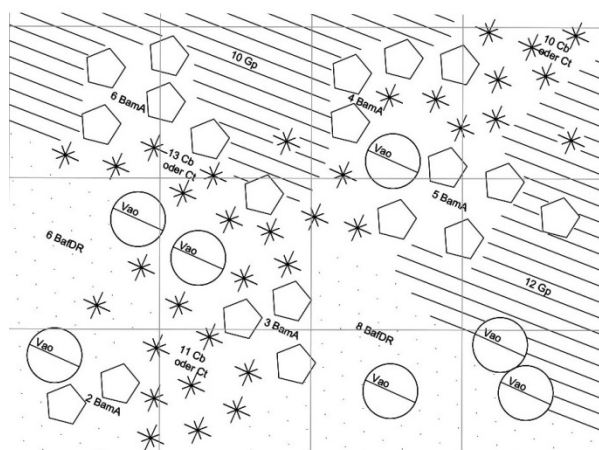 10 Cb
oder Ct
10 Gp
6 BamA
4 BamA
13 Cb
oder Ct
Vao
5 BamA
Vao
6 BafDR
Vao
12 Gp
3 BamA
8 BafDR
Vao
Vao
11 Cb
oder Ct
Vao
Vao
2 BamA